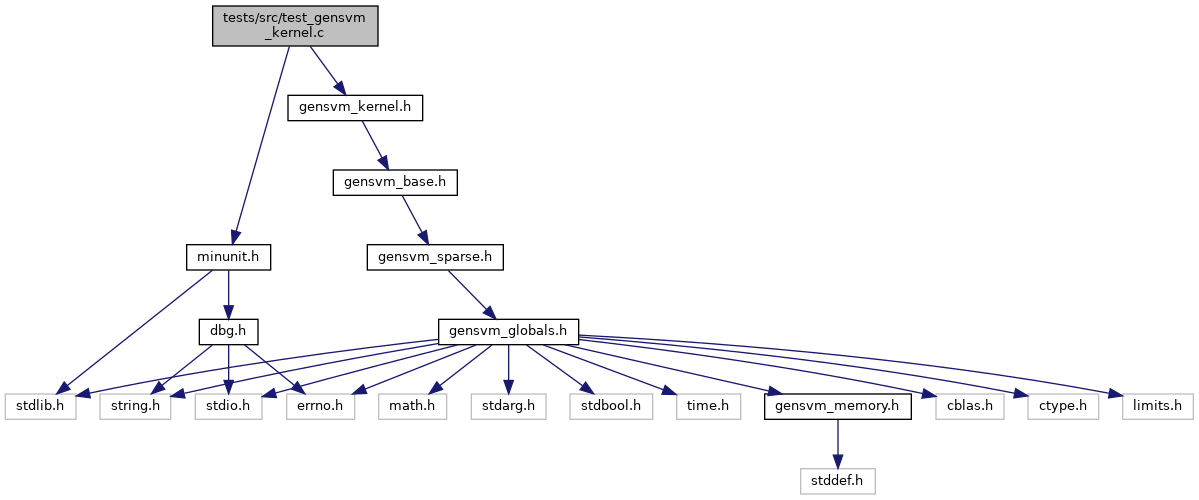 tests/src/test_gensvm
_kernel.c
gensvm_kernel.h
gensvm_base.h
minunit.h
gensvm_sparse.h
dbg.h
gensvm_globals.h
stdlib.h
string.h
stdio.h
errno.h
math.h
stdarg.h
stdbool.h
time.h
gensvm_memory.h
cblas.h
ctype.h
limits.h
stddef.h